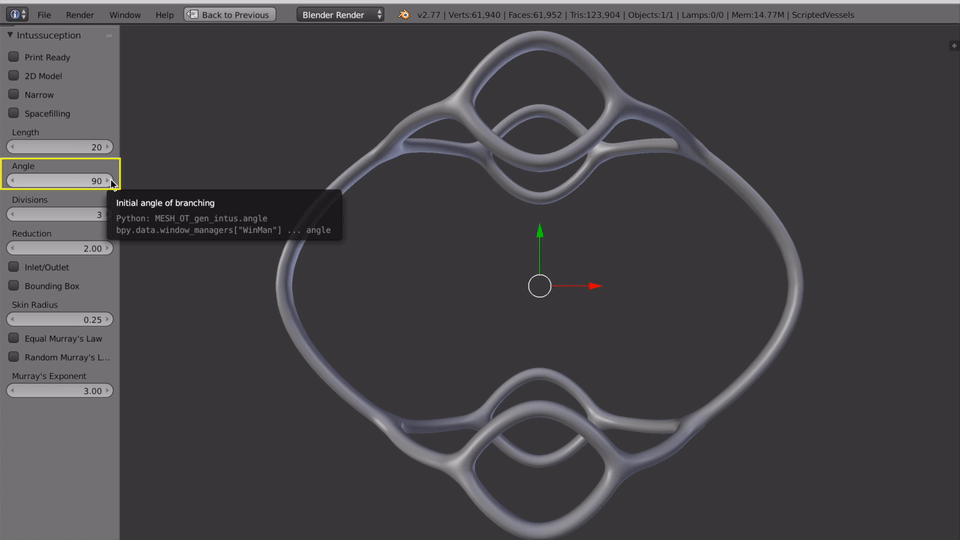 File Render Window Help Back to Previous Blender Render v2.77 | Verts:61,940 | Faces:61,952 | Tris:123,904 | Objects:1/1 | Lamps:0/0 | Mem:14.77M | ScriptedVessels
Intussuception
Print Ready
2D Model
Narrow
Spacefilling
Length
20
Angle
90
Divisions
3
Initial angle of branching
Python: MESH_OT_gen_intus.angle
bpy.data.window_managers["WinMan"] ... angle
Reduction
2.00
Inlet/Outlet
Bounding Box
Skin Radius
0.25
Equal Murray's Law
Random Murray's L...
Murray's Exponent
3.00